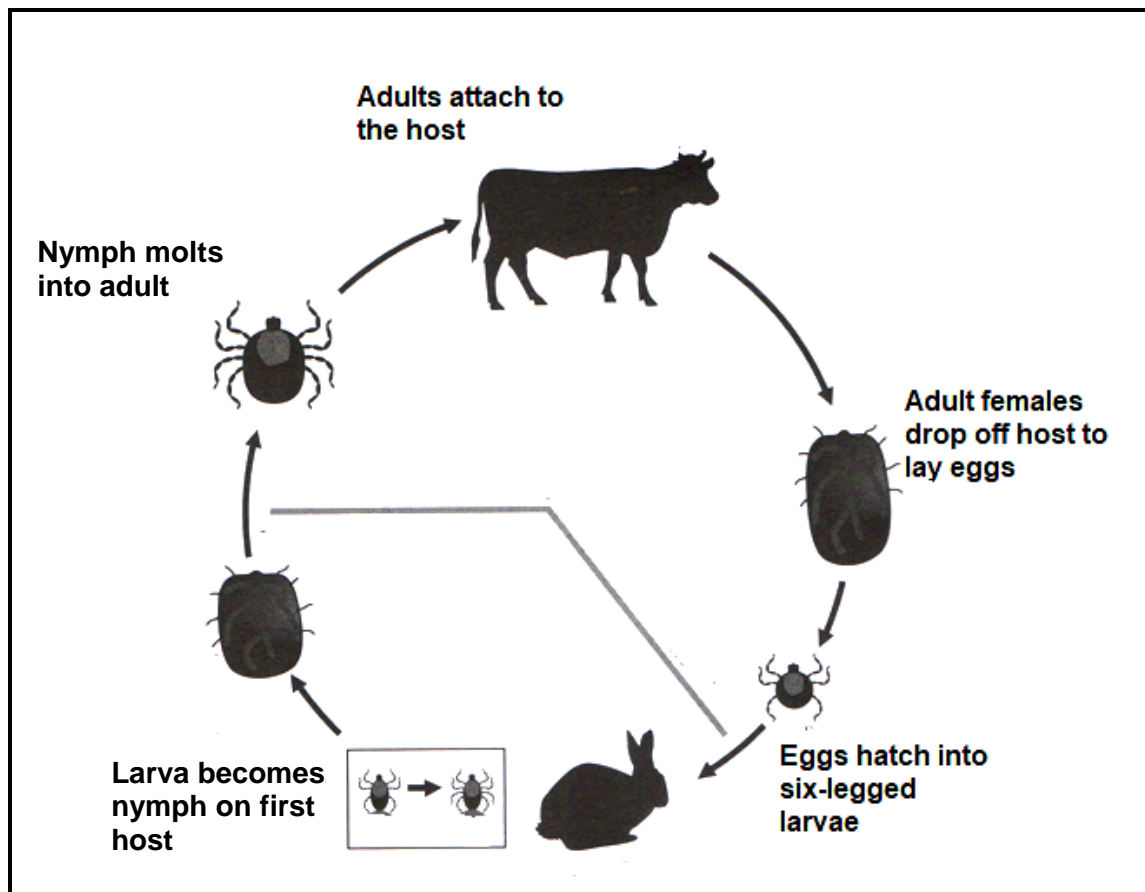 Adults attach to
the host
Adult females
drop off host to
lay eggs
Eggs hatch into
six-legged
larvae
Larva becomes
nymph on first
host
Nymph molts
into adult